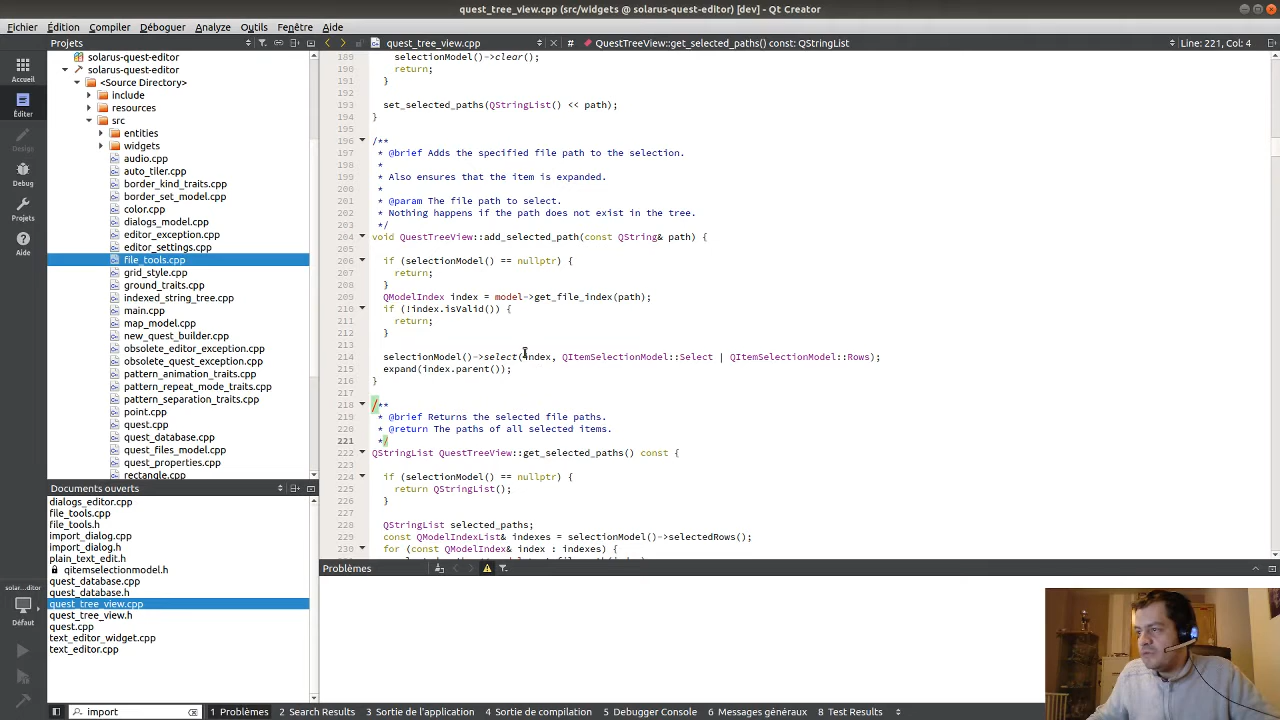 quest_tree_view.cpp (src/widgets @ solarus-quest-editor) [dev] - Qt Creator
Fichier Édition Compiler Déboguer Analyze Outils Fenêtre Aide
Projets
quest_tree_view.cpp
# QuestTreeView::get_selected_paths() const: QStringList
Line: 221, Col: 4
Accueil
Éditer
Design
Debug
Projets
Aide
solar...ditor
Défaut
solarus-quest-editor
solarus-quest-editor
<Source Directory>
include
resources
src
entities
widgets
audio.cpp
auto_tiler.cpp
border_kind_traits.cpp
border_set_model.cpp
color.cpp
dialogs_model.cpp
editor_exception.cpp
editor_settings.cpp
file_tools.cpp
grid_style.cpp
ground_traits.cpp
indexed_string_tree.cpp
main.cpp
map_model.cpp
new_quest_builder.cpp
obsolete_editor_exception.cpp
obsolete_quest_exception.cpp
pattern_animation_traits.cpp
pattern_repeat_mode_traits.cpp
pattern_separation_traits.cpp
point.cpp
quest.cpp
quest_database.cpp
quest_files_model.cpp
quest_properties.cpp
rectangle.cpp
Documents ouverts
dialogs_editor.cpp
file_tools.cpp
file_tools.h
import_dialog.cpp
import_dialog.h
plain_text_edit.h
qitemselectionmodel.h
quest_database.cpp
quest_database.h
quest_tree_view.cpp
quest_tree_view.h
quest.cpp
text_editor_widget.cpp
text_editor.cpp
189 selectionModel()->clear();
190 return;
191 }
192
193 set_selected_paths(QStringList() << path);
194 }
195
196 /**
197 * @brief Adds the specified file path to the selection.
198 *
199 * Also ensures that the item is expanded.
200 *
201 * @param The file path to select.
202 * Nothing happens if the path does not exist in the tree.
203 */
204 void QuestTreeView::add_selected_path(const QString& path) {
205
206 if (selectionModel() == nullptr) {
207 return;
208 }
209 QModelIndex index = model->get_file_index(path);
210 if (!index.isValid()) {
211 return;
212 }
213
214 selectionModel()->select(index, QItemSelectionModel::Select | QItemSelectionModel::Rows);
215 expand(index.parent());
216 }
217
218 /**
219 * @brief Returns the selected file paths.
220 * @return The paths of all selected items.
221 */
222 QStringList QuestTreeView::get_selected_paths() const {
223
224 if (selectionModel() == nullptr) {
225 return QStringList();
226 }
227
228 QStringList selected_paths;
229 const QModelIndexList& indexes = selectionModel()->selectedRows();
230 for (const QModelIndex& index : indexes) {
Problèmes
import
1 Problèmes 2 Search Results 3 Sortie de l'application 4 Sortie de compilation 5 Debugger Console 6 Messages généraux 8 Test Results